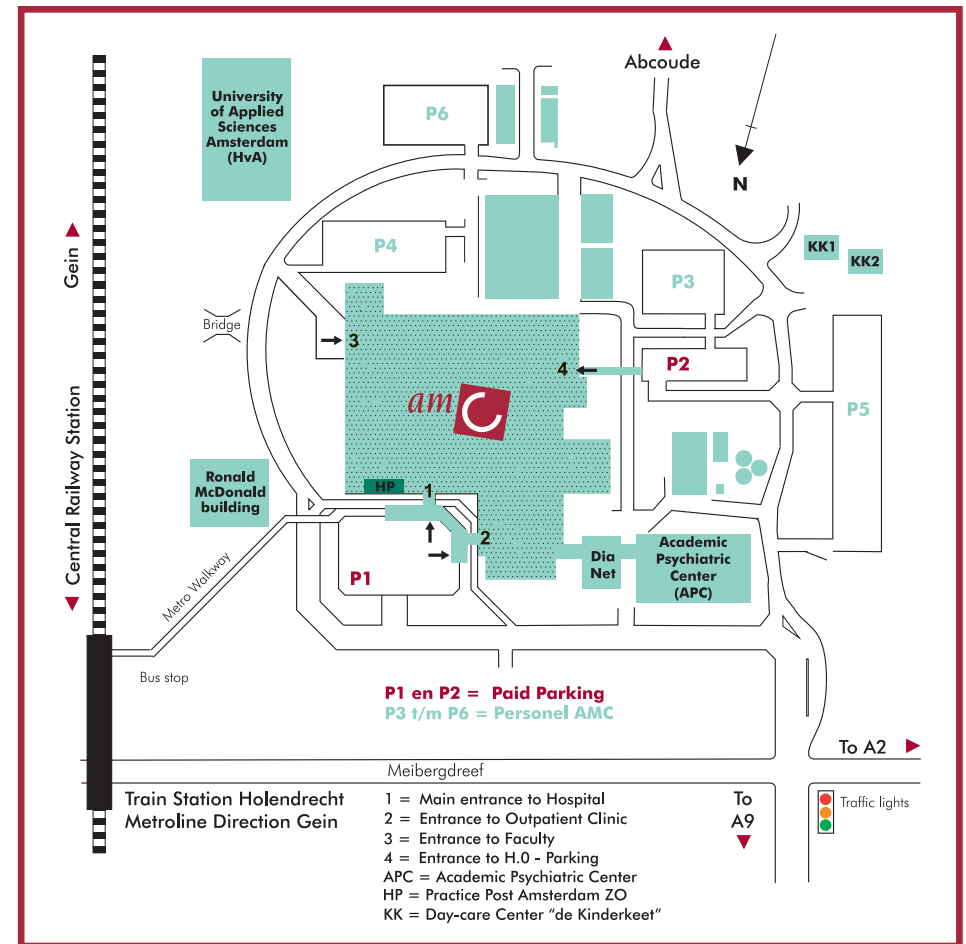 Abcoude
University
of Applied
Sciences
Amsterdam
(HvA)
P6
N
Gein
P4
KK1
KK2
P3
Bridge
3
4
P2
amc
P5
Central Railway Station
Ronald
McDonald
building
HP
1
2
Metro Walkway
P1
Dia
Net
Academic
Psychiatric
Center
(APC)
Bus stop
P1 en P2 = Paid Parking
P3 t/m P6 = Personel AMC
To A2
Meibergdreef
Train Station Holendrecht
Metroline Direction Gein
1 = Main entrance to Hospital
2 = Entrance to Outpatient Clinic
3 = Entrance to Faculty
4 = Entrance to H.0 - Parking
APC = Academic Psychiatric Center
HP = Practice Post Amsterdam ZO
KK = Day-care Center “de Kinderkeet”
To
A9
Traffic lights